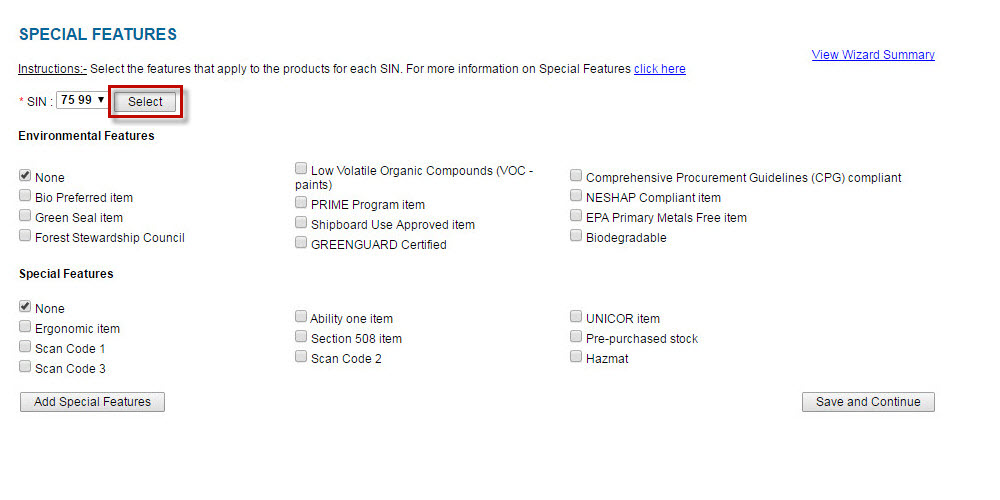 SPECIAL FEATURES
View Wizard Summary
Instructions:- Select the features that apply to the products for each SIN. For more information on Special Features click here
* SIN : 75 99 Select
Environmental Features
None
Bio Preferred item
Green Seal item
Forest Stewardship Council
Low Volatile Organic Compounds (VOC -
paints)
PRIME Program item
Shipboard Use Approved item
GREENGUARD Certified
Comprehensive Procurement Guidelines (CPG) compliant
NESHAP Compliant item
EPA Primary Metals Free item
Biodegradable
Special Features
None
Ergonomic item
Scan Code 1
Scan Code 3
Ability one item
Section 508 item
Scan Code 2
UNICOR item
Pre-purchased stock
Hazmat
Add Special Features
Save and Continue